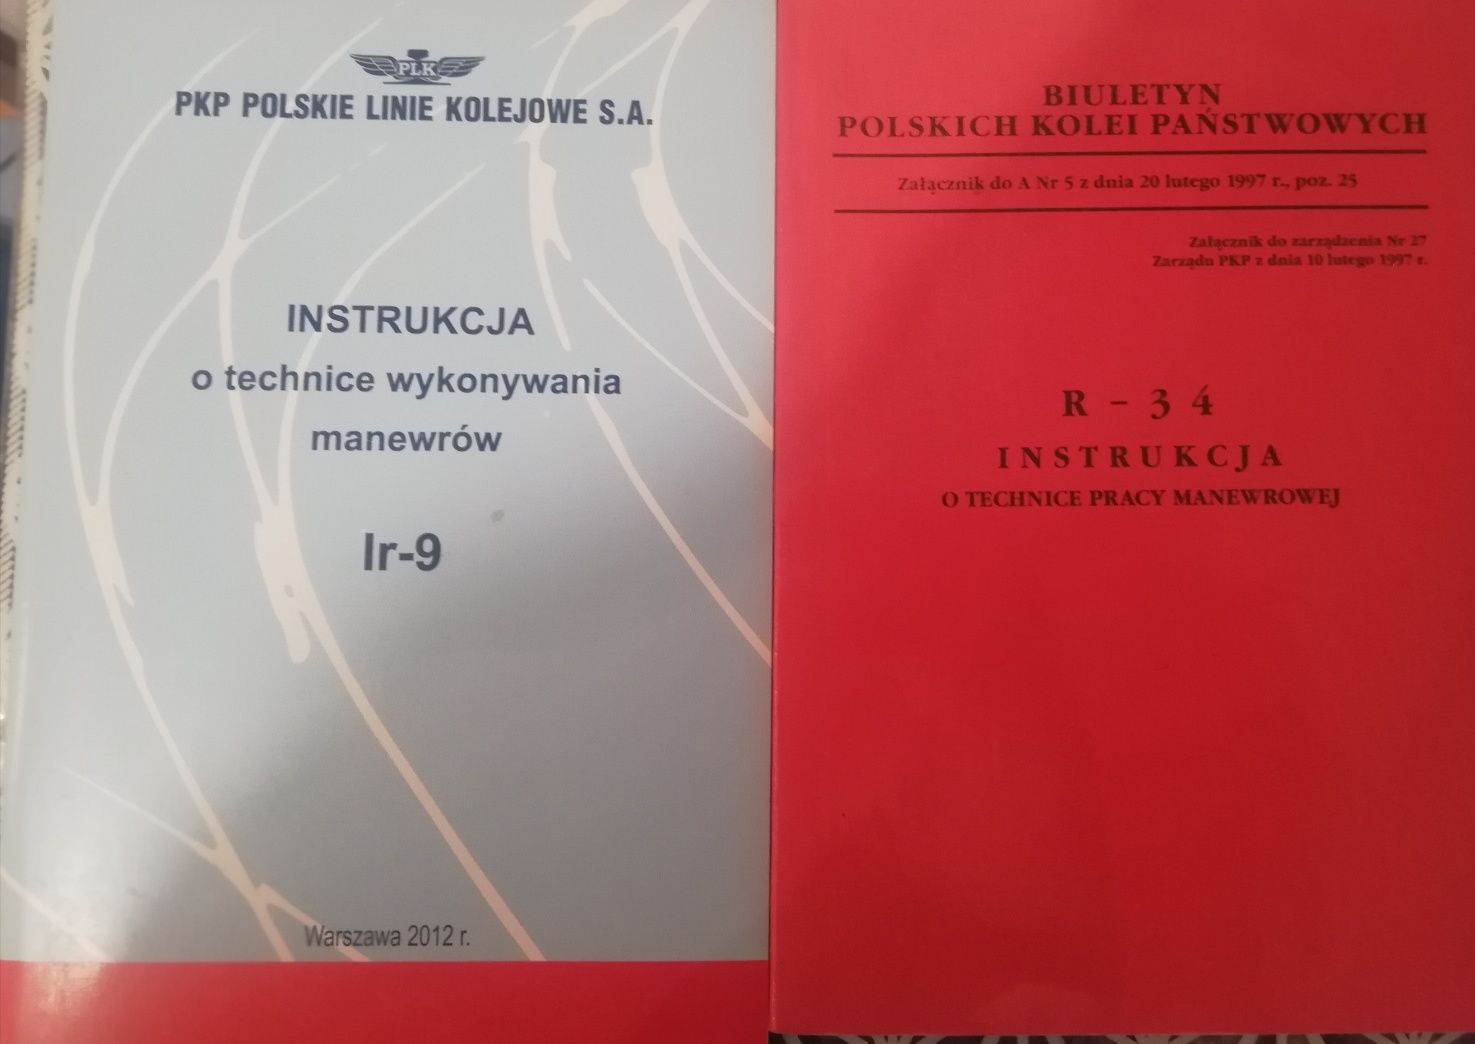 PLK
PKP POLSKIE LINIE KOLEJOWE S.A.
INSTRUKCJA
o technice wykonywania
manewrów
Ir-9
Warszawa 2012 r.
BIULETYN
POLSKICH KOLEI PAŃSTWOWYCH
Załącznik do A Nr 5 z dnia 20 lutego 1997 r., poz. 25
Załącznik do zarządzenia Nr 27
Zarządu PKP z dnia 10 lutego 1997 r.
R - 3 4
INSTRUKCJA
O TECHNICE PRACY MANEWROWEJ